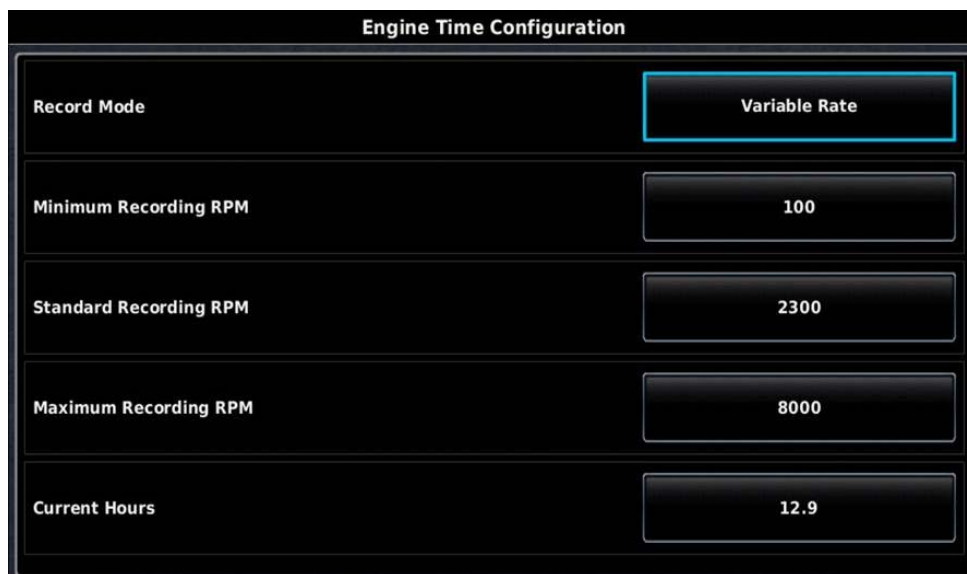 Engine Time Configuration
Record Mode Variable Rate
Minimum Recording RPM 100
Standard Recording RPM 2300
Maximum Recording RPM 8000
Current Hours 12.9